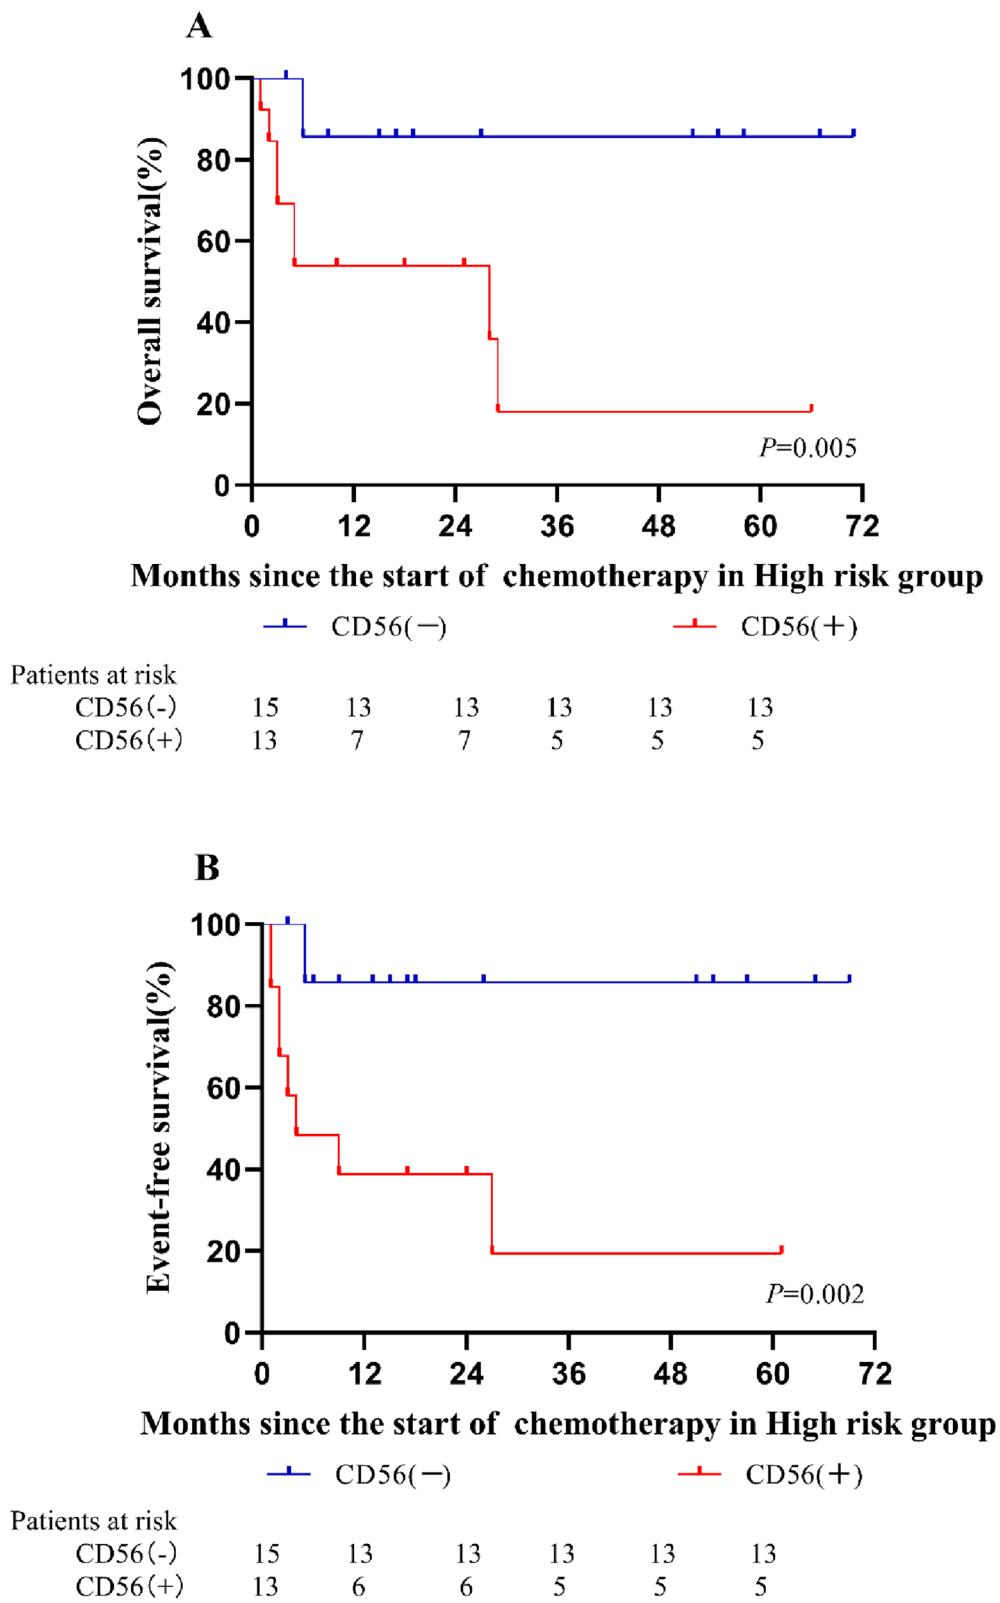 A
Overall survival(%)
100
80
60
40
20
0
P=0.005
0 12 24 36 48 60 72
Months since the start of chemotherapy in High risk group
CD56(−) CD56(+)
Patients at risk
CD56(-) 15 13 13 13 13 13
CD56(+) 13 7 7 5 5 5
B
Event-free survival(%)
100
80
60
40
20
0
P=0.002
0 12 24 36 48 60 72
Months since the start of chemotherapy in High risk group
CD56(−) CD56(+)
Patients at risk
CD56(-) 15 13 13 13 13 13
CD56(+) 13 6 6 5 5 5